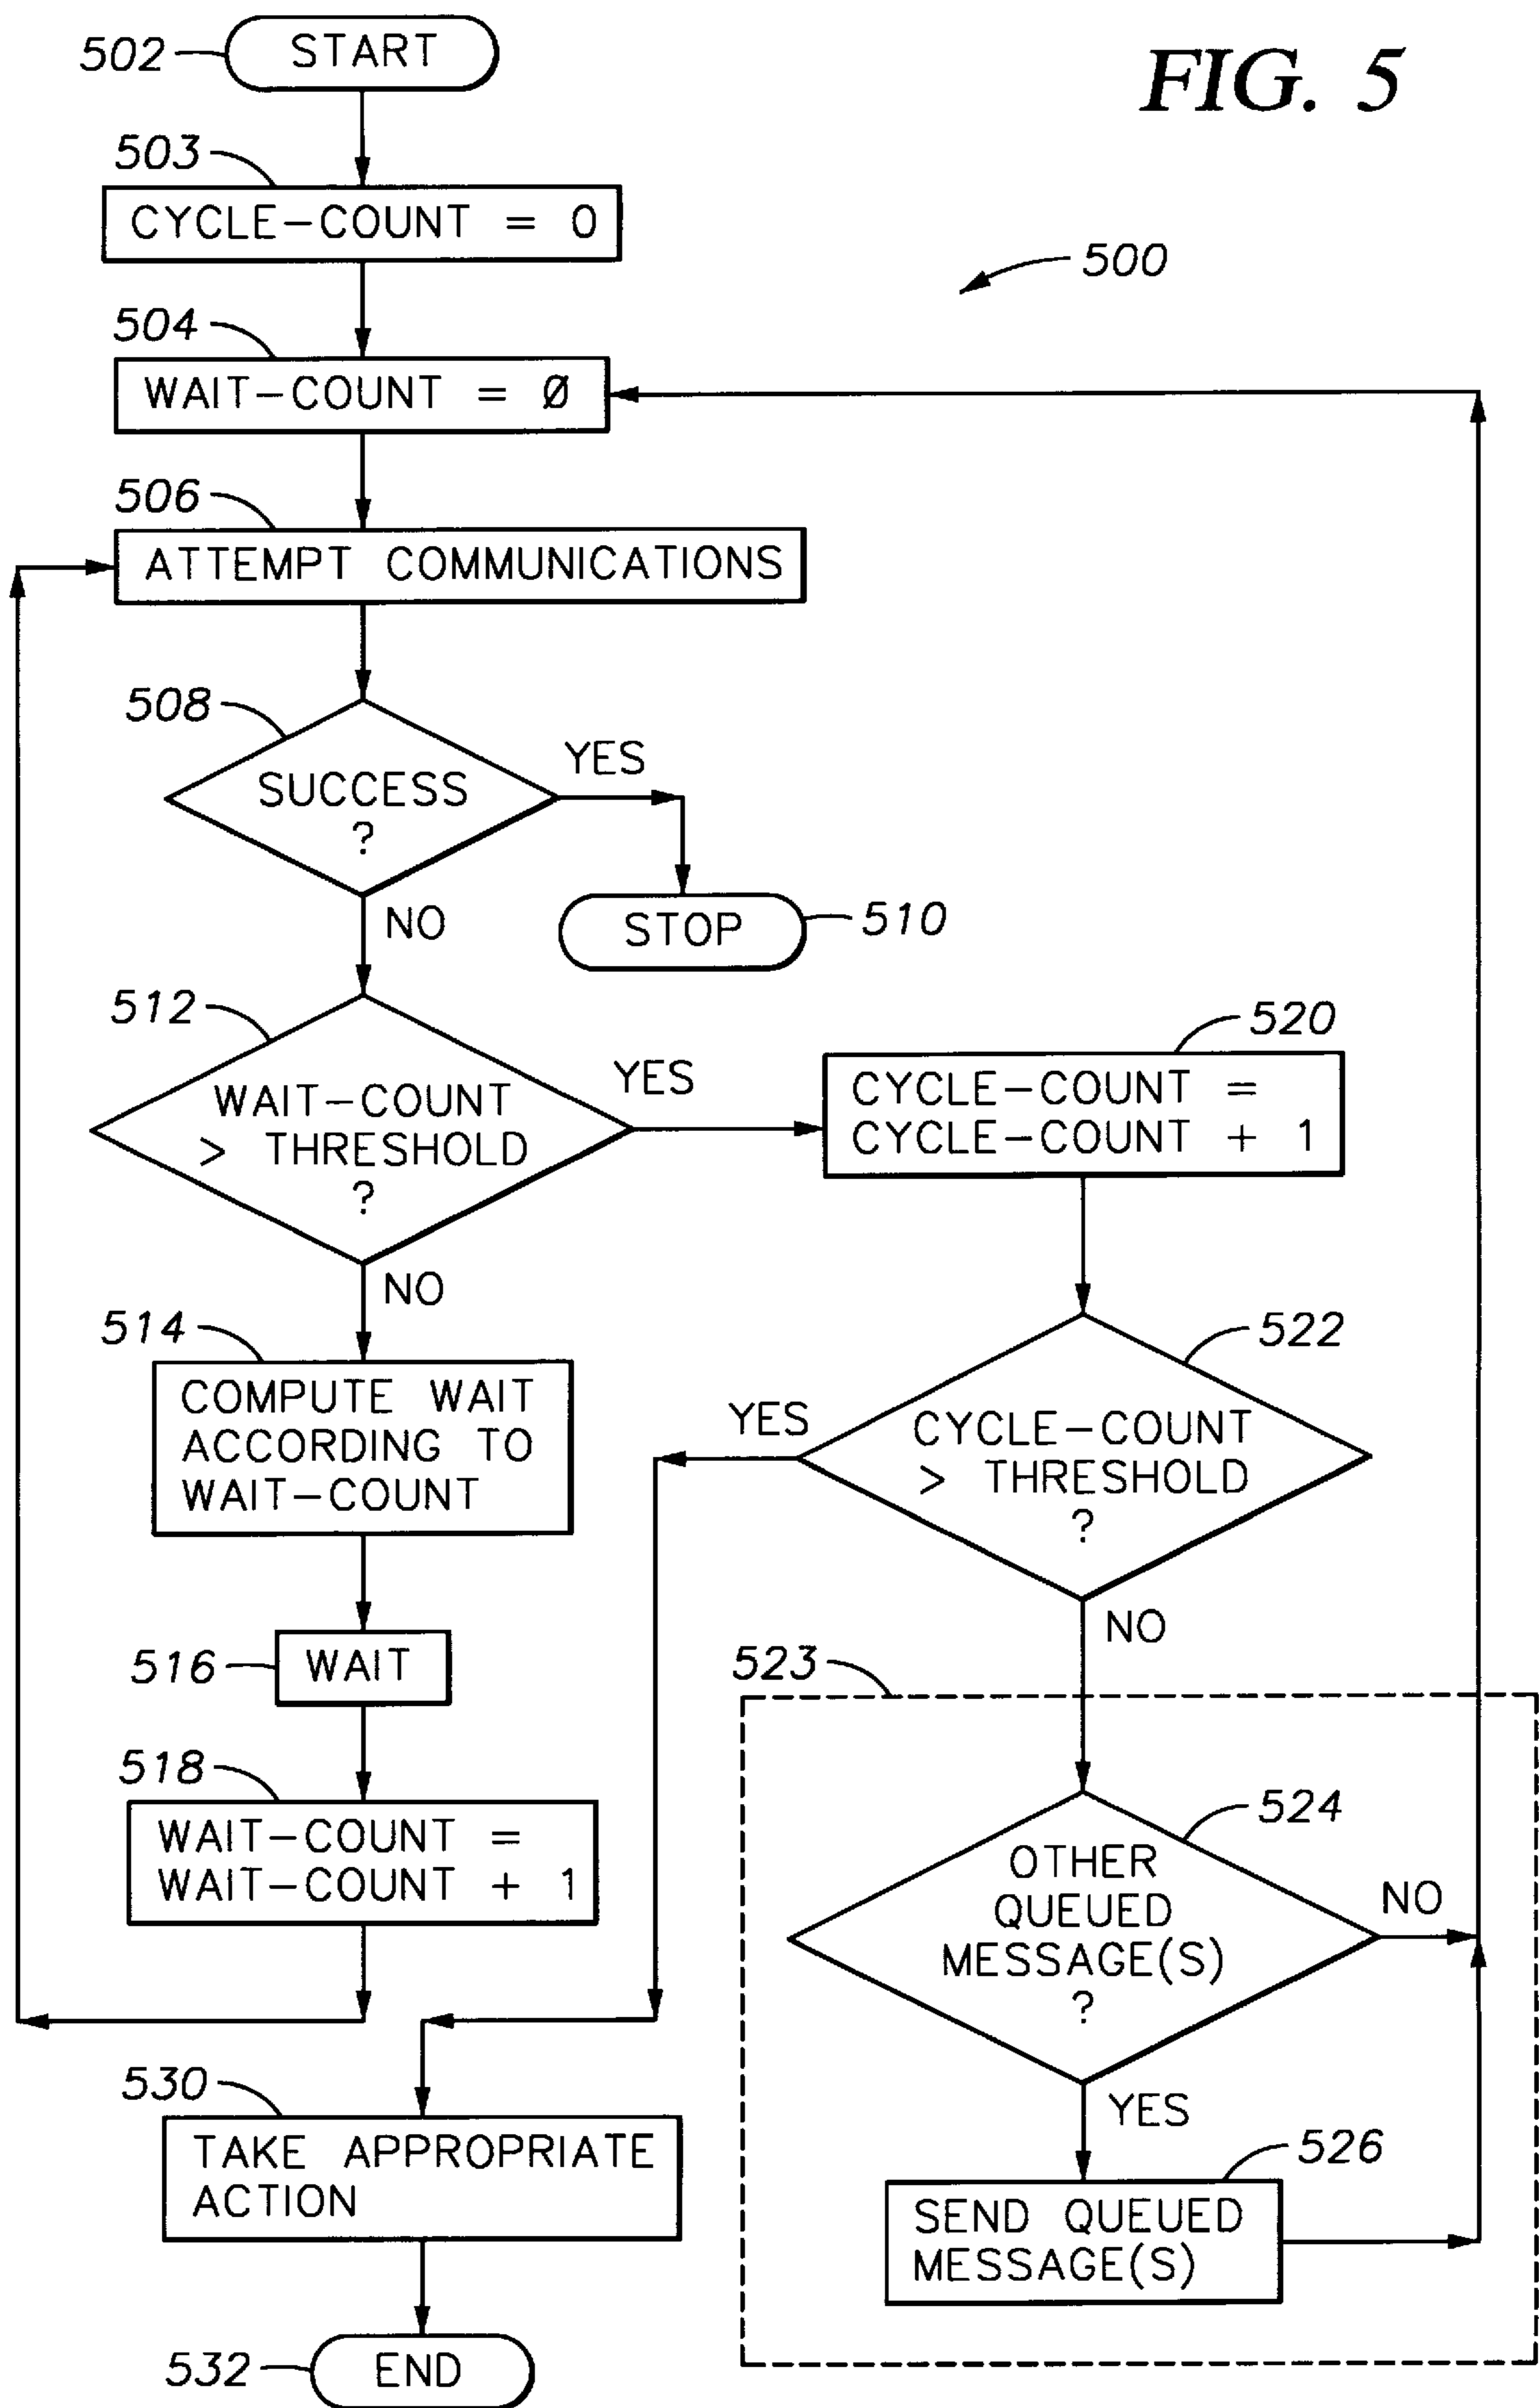 502
START
FIG. 5
503
CYCLE-COUNT = 0
500
504
WAIT-COUNT = Ø
506
ATTEMPT COMMUNICATIONS
508
SUCCESS
?
YES
NO
STOP
510
512
WAIT-COUNT
> THRESHOLD
?
YES
NO
520
CYCLE-COUNT =
CYCLE-COUNT + 1
514
COMPUTE WAIT
ACCORDING TO
WAIT-COUNT
522
CYCLE-COUNT
> THRESHOLD
?
YES
NO
516
WAIT
523
518
WAIT-COUNT =
WAIT-COUNT + 1
524
OTHER
QUEUED
MESSAGE(S)
?
NO
YES
530
TAKE APPROPRIATE
ACTION
526
SEND QUEUED
MESSAGE(S)
532
END